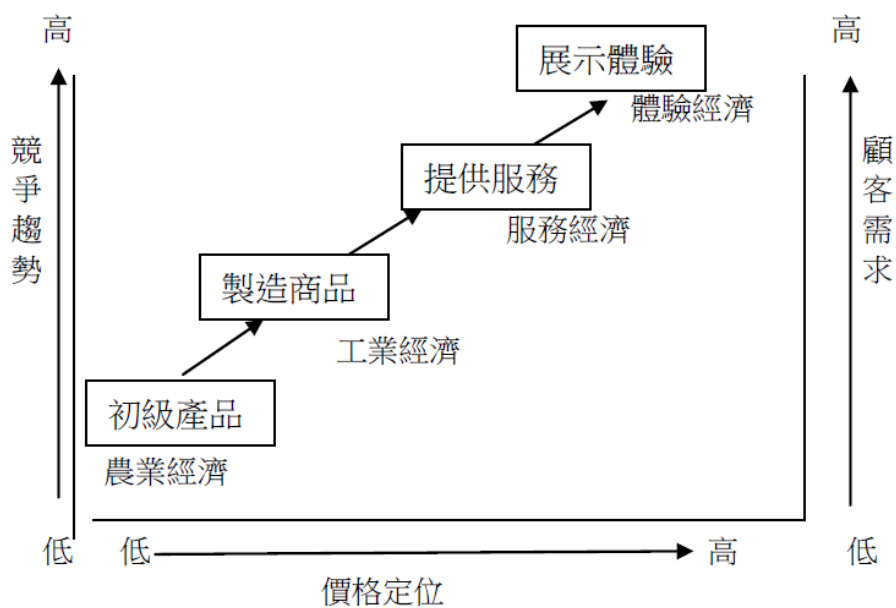 高
高
展示體驗
體驗經濟
競爭趨勢
顧客需求
提供服務
服務經濟
製造商品
工業經濟
初級產品
農業經濟
低
低
高
低
價格定位